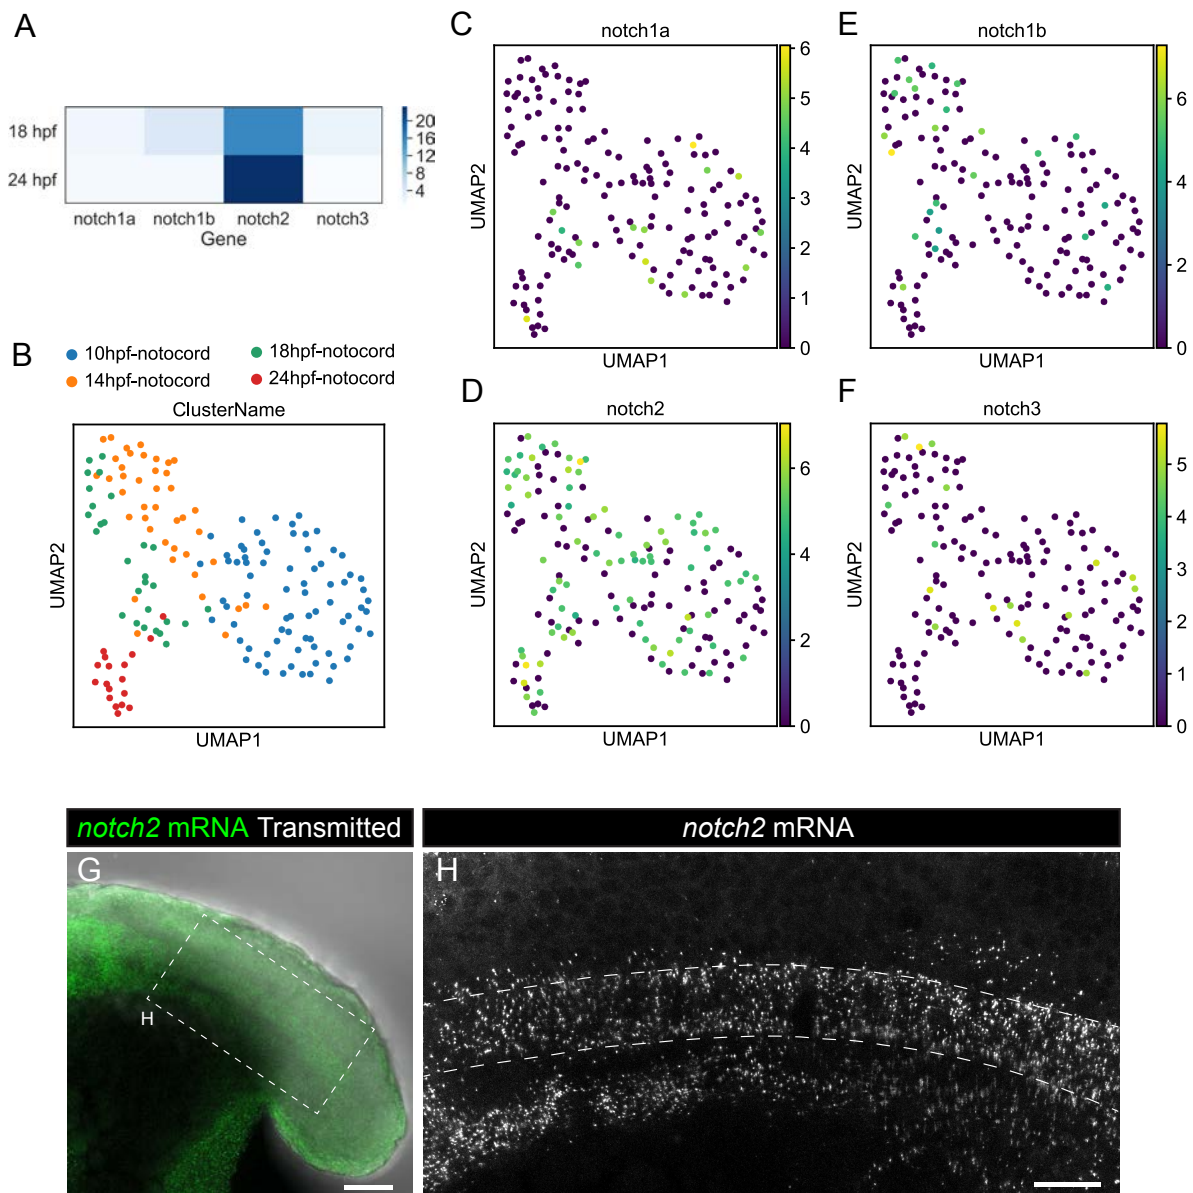 A
18 hpf
24 hpf
notch1a notch1b notch2 notch3
Gene
20
16
12
8
4
B
10hpf-notocord
18hpf-notocord
14hpf-notocord
24hpf-notocord
ClusterName
UMAP2
UMAP1
C
notch1a
UMAP2
UMAP1
6
5
4
3
2
1
0
E
notch1b
UMAP2
UMAP1
6
4
2
0
D
notch2
UMAP2
UMAP1
6
4
2
0
F
notch3
UMAP2
UMAP1
5
4
3
2
1
0
notch2 mRNA Transmitted
G
H
notch2 mRNA
H